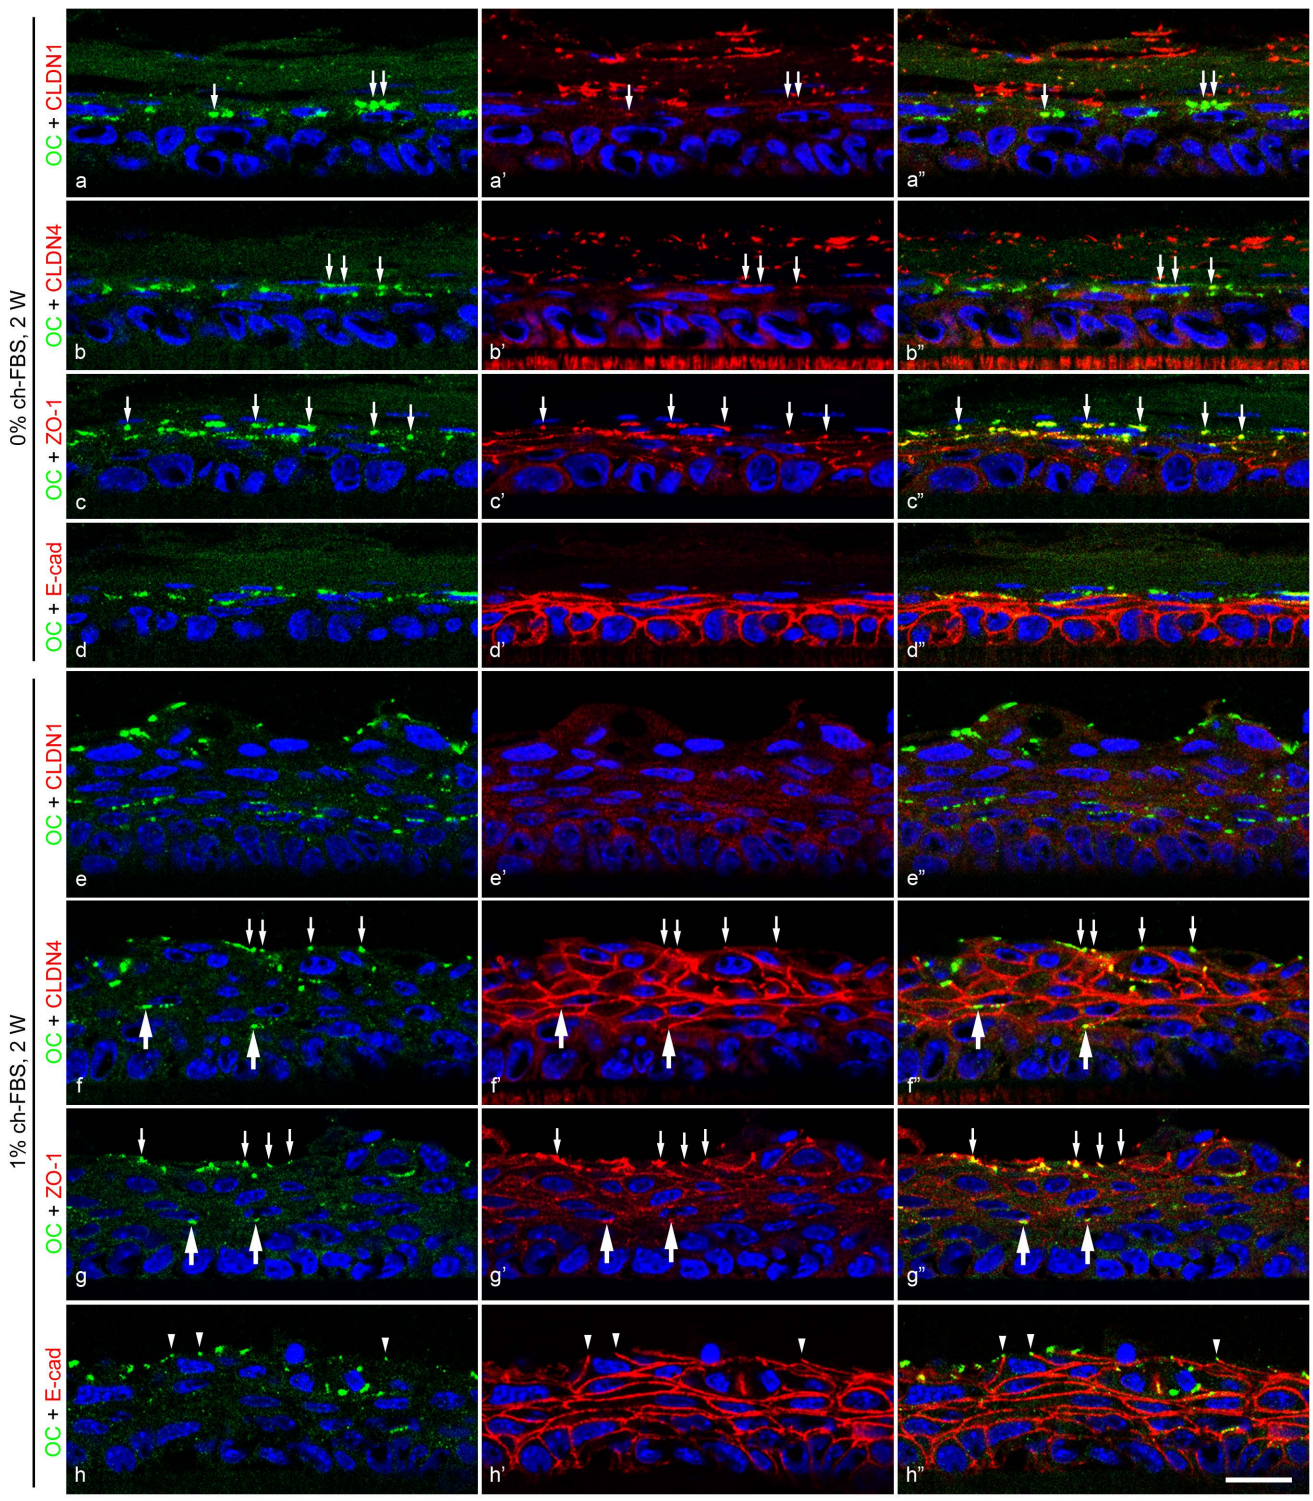 0% ch-FBS, 2 W
OC + CLDN1
a
a’
a”
OC + CLDN4
b
b’
b”
OC + ZO-1
c
c’
c”
OC + E-cad
d
d’
d”
1% ch-FBS, 2 W
OC + CLDN1
e
e’
e”
OC + CLDN4
f
f’
f”
OC + ZO-1
g
g’
g”
OC + E-cad
h
h’
h”